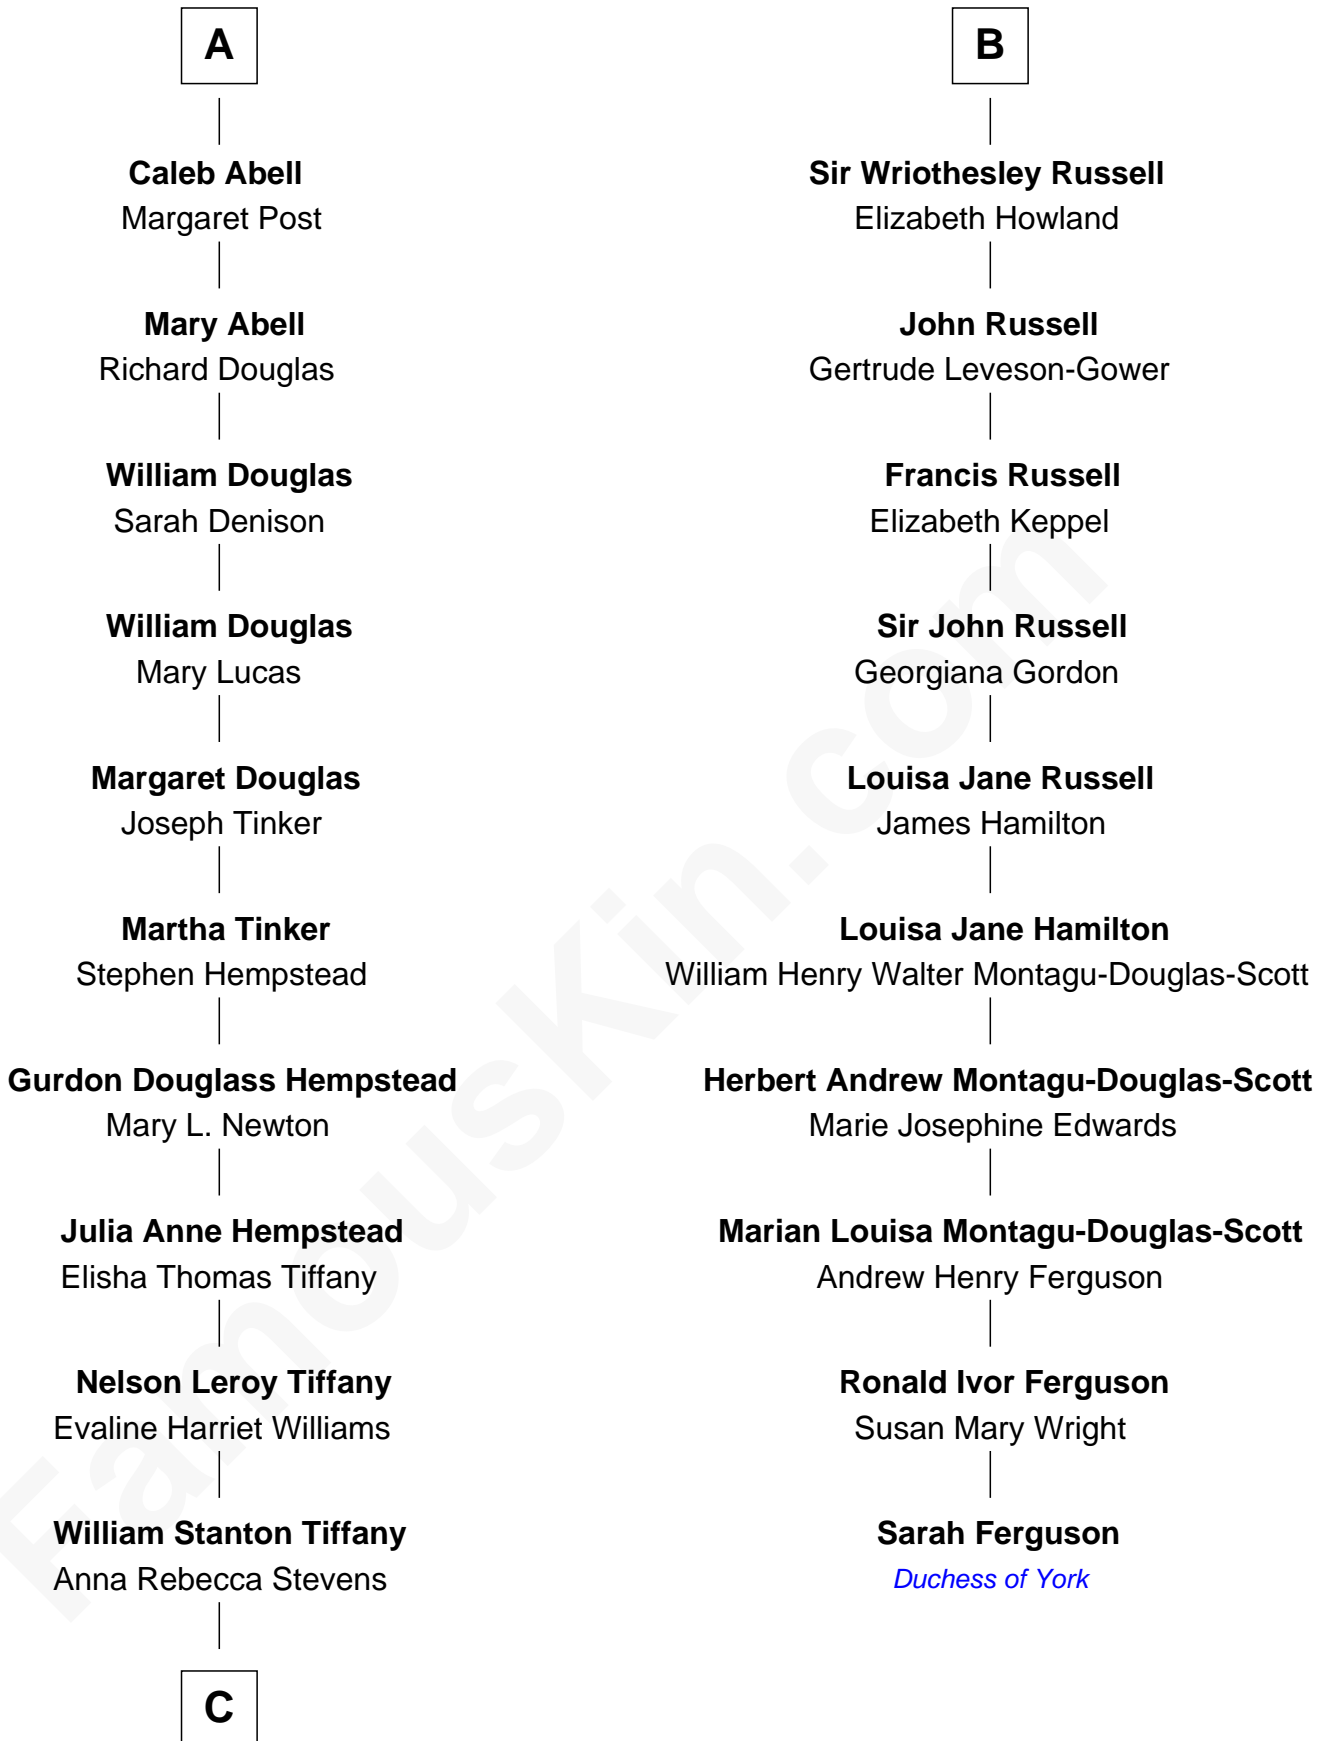 A
Caleb Abell
Margaret Post
Mary Abell
Richard Douglas
William Douglas
Sarah Denison
William Douglas
Mary Lucas
Margaret Douglas
Joseph Tinker
Martha Tinker
Stephen Hempstead
Gurdon Douglass Hempstead
Mary L. Newton
Julia Anne Hempstead
Elisha Thomas Tiffany
Nelson Leroy Tiffany
Evaline Harriet Williams
William Stanton Tiffany
Anna Rebecca Stevens
C
B
Sir Wriothesley Russell
Elizabeth Howland
John Russell
Gertrude Leveson-Gower
Francis Russell
Elizabeth Keppel
Sir John Russell
Georgiana Gordon
Louisa Jane Russell
James Hamilton
Louisa Jane Hamilton
William Henry Walter Montagu-Douglas-Scott
Herbert Andrew Montagu-Douglas-Scott
Marie Josephine Edwards
Marian Louisa Montagu-Douglas-Scott
Andrew Henry Ferguson
Ronald Ivor Ferguson
Susan Mary Wright
Sarah Ferguson
Duchess of York
FamousKin.com